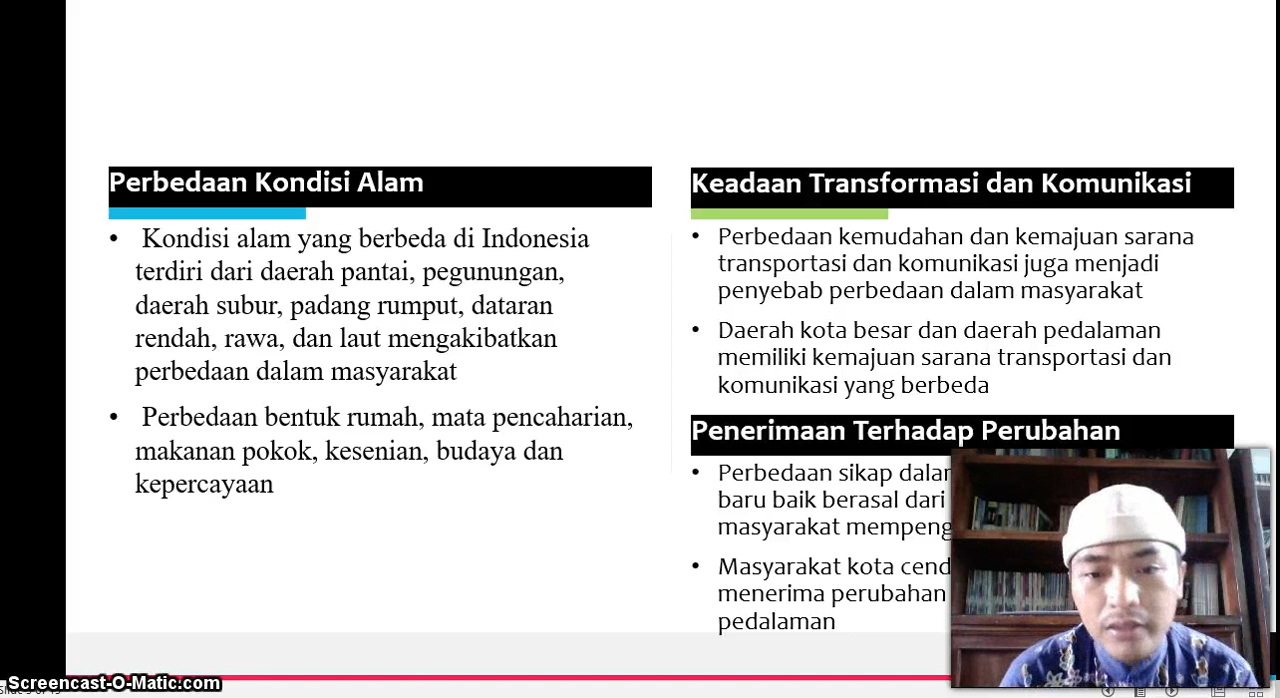 Perbedaan Kondisi Alam
• Kondisi alam yang berbeda di Indonesia
terdiri dari daerah pantai, pegunungan,
daerah subur, padang rumput, dataran
rendah, rawa, dan laut mengakibatkan
perbedaan dalam masyarakat
• Perbedaan bentuk rumah, mata pencaharian,
makanan pokok, kesenian, budaya dan
kepercayaan
Keadaan Transformasi dan Komunikasi
• Perbedaan kemudahan dan kemajuan sarana
transportasi dan komunikasi juga menjadi
penyebab perbedaan dalam masyarakat
• Daerah kota besar dan daerah pedalaman
memiliki kemajuan sarana transportasi dan
komunikasi yang berbeda
Penerimaan Terhadap Perubahan
• Perbedaan sikap
baru baik berasal dari
masyarakat
• Masyarakat kota
menerima perubahan
pedalaman
Screencast-O-Matic.com